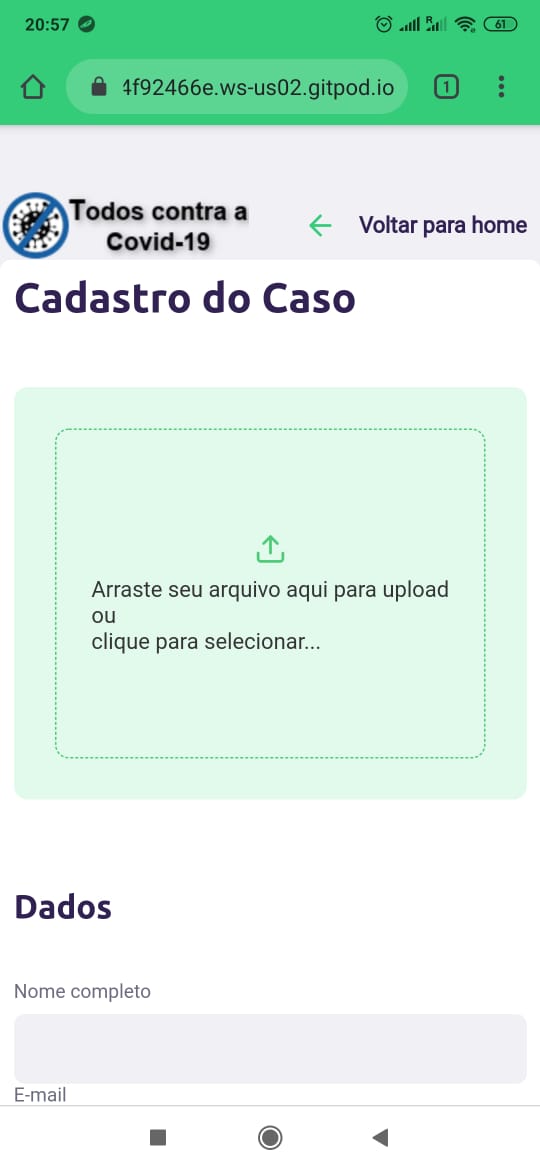 20:57
R
61
4f92466e.ws-us02.gitpod.io
1
Todos contra a
Covid-19
Voltar para home
Cadastro do Caso
Arraste seu arquivo aqui para upload
ou
clique para selecionar...
Dados
Nome completo
E-mail